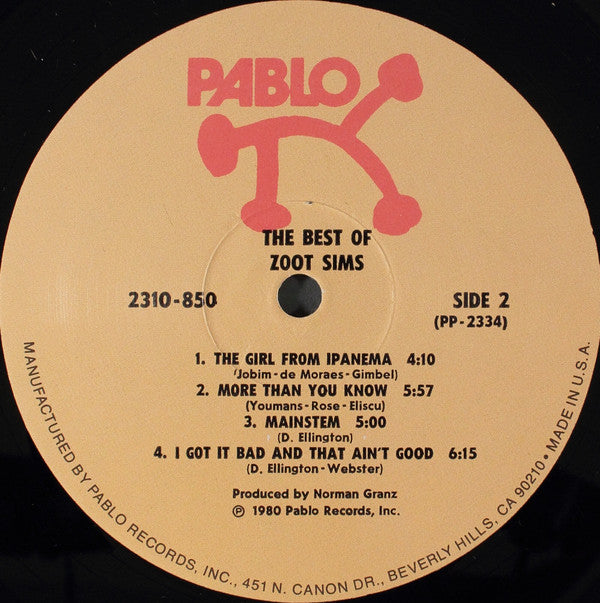 PABLO
THE BEST OF
ZOOT SIMS
2310-850
SIDE 2
(PP-2334)
1. THE GIRL FROM IPANEMA 4:10
(Jobim-de Moraes-Gimbel)
2. MORE THAN YOU KNOW 5:57
(Youmans-Rose-Eliscu)
3. MAINSTEM 5:00
(D. Ellington)
4. I GOT IT BAD AND THAT AIN'T GOOD 6:15
(D. Ellington-Webster)
Produced by Norman Granz
℗ 1980 Pablo Records, Inc.
MANUFACTURED BY PABLO RECORDS, INC., 451 N. CANON DR., BEVERLY HILLS, CA 90210 • MADE IN U.S.A.